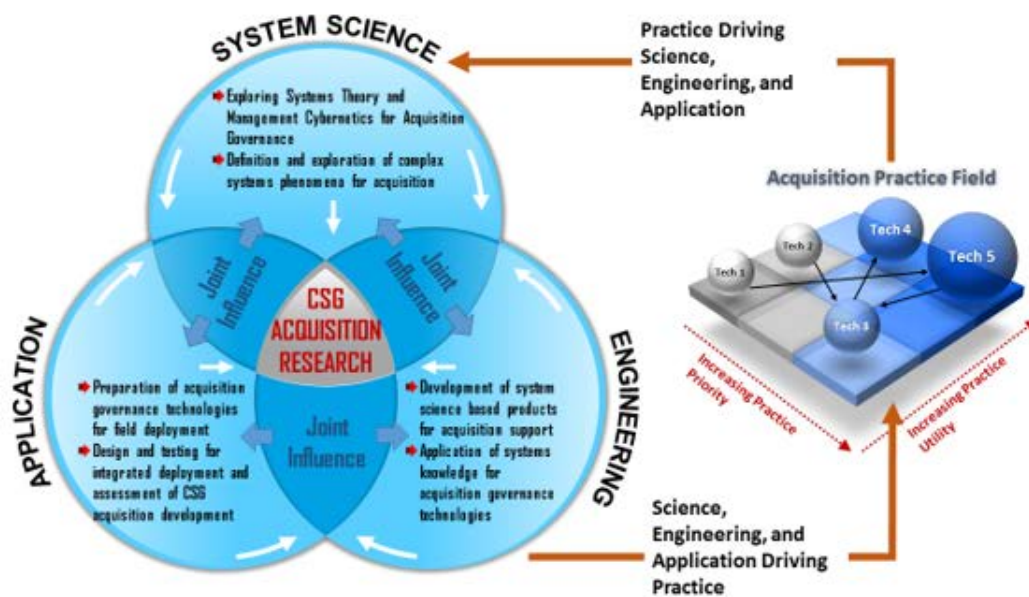 SYSTEM SCIENCE
Exploring Systems Theory and
Management Cybernetics for Acquisition
Governance
Definition and exploration of complex
systems phenomena for acquisition
Joint
Influence
Joint
Influence
CSG
ACQUISITION
RESEARCH
APPLICATION
Preparation of acquisition
governance technologies
for field deployment
Design and testing for
integrated deployment and
assessment of CSG
acquisition development
Joint
Influence
ENGINEERING
Development of system
science based products
for acquisition support
Application of systems
knowledge for
acquisition governance
technologies
Practice Driving
Science,
Engineering, and
Application
Acquisition Practice Field
Tech 1
Tech 2
Tech 4
Tech 5
Tech 3
Increasing Practice
Priority
Increasing Practice
Utility
Science,
Engineering, and
Application Driving
Practice